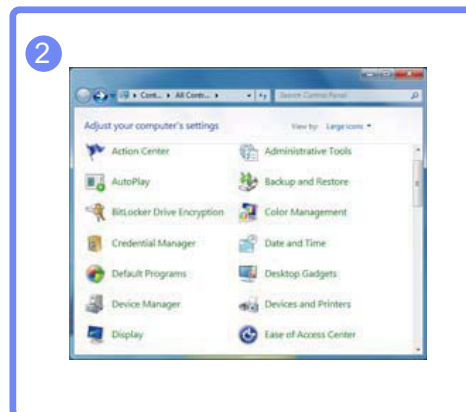 2
Cont... All Contr...
Search Control Panel
Adjust your computer's settings
View by: Large icons
Action Center
Administrative Tools
AutoPlay
Backup and Restore
BitLocker Drive Encryption
Color Management
Credential Manager
Date and Time
Default Programs
Desktop Gadgets
Device Manager
Devices and Printers
Display
Ease of Access Center